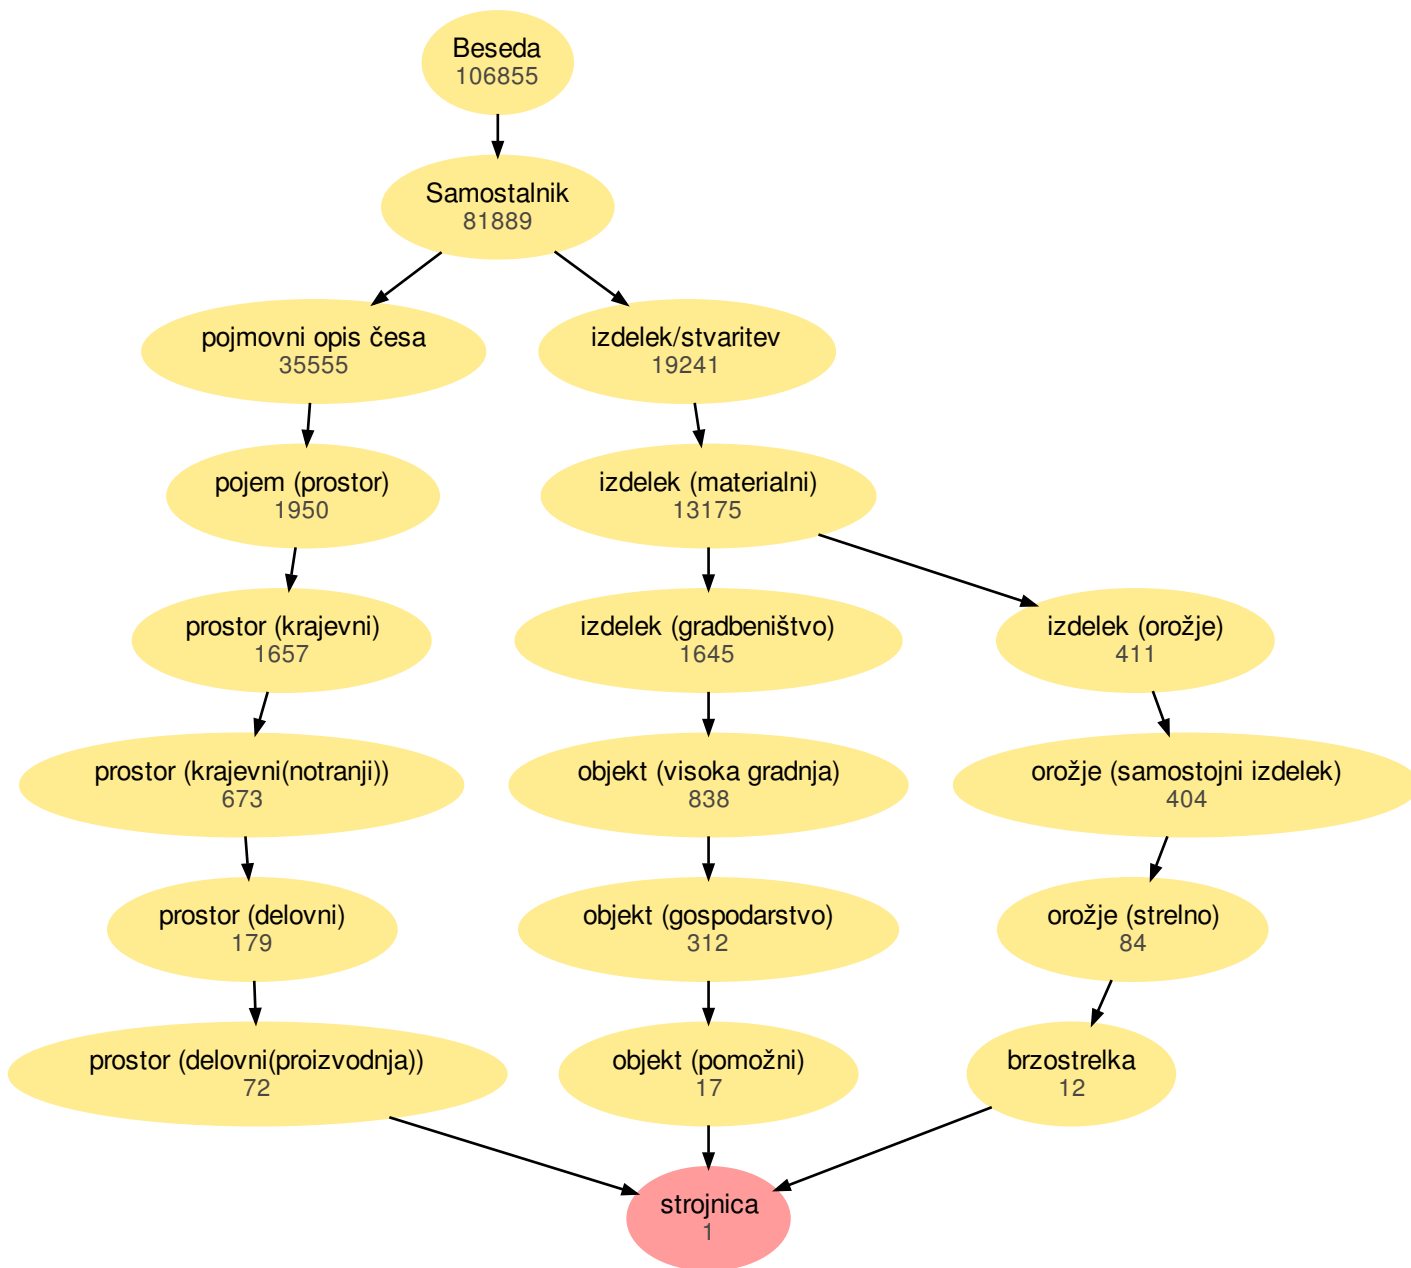 Beseda
106855
Samostalnik
81889
pojmovni opis česa
35555
izdelek/stvaritev
19241
pojem (prostor)
1950
izdelek (materialni)
13175
prostor (krajevni)
1657
izdelek (gradbeništvo)
1645
izdelek (orožje)
411
prostor (krajevni(notranji))
673
objekt (visoka gradnja)
838
orožje (samostojni izdelek)
404
prostor (delovni)
179
objekt (gospodarstvo)
312
orožje (strelno)
84
prostor (delovni(proizvodnja))
72
objekt (pomožni)
17
brzostrelka
12
strojnica
1